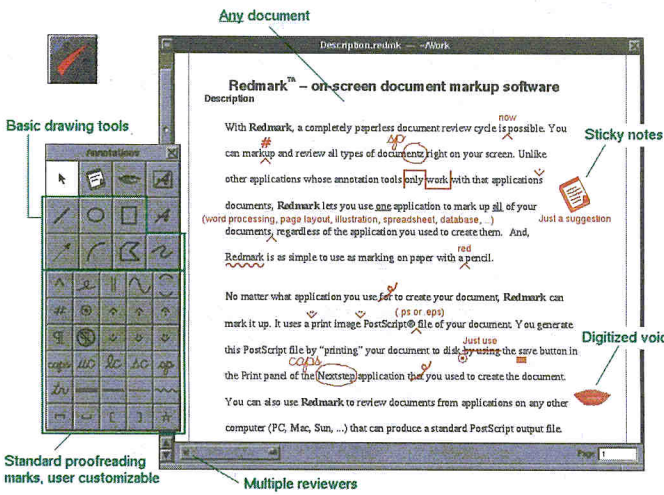 Any document
Description.redmk — ~/Work
Redmark™ – on-screen document markup software
Description
now
With Redmark, a completely paperless document review cycle is possible. You
# sp
can markup and review all types of documentz right on your screen. Unlike
other applications whose annotation tools only work with that applications
documents, Redmark lets you use one application to mark up all of your
(word processing, page layout, illustration, spreadsheet, database, ...)
documents, regardless of the application you used to create them. And,
red
Redmark is as simple to use as marking on paper with a pencil.
No matter what application you use for to create your document, Redmark can
(.ps or .eps)
mark it up. It uses a print image PostScript® file of your document. You generate
Just use
this PostScript file by "printing" your document to disk by using the save button in
caps
the Print panel of the Nextstep application that you used to create the document.
You can also use Redmark to review documents from applications on any other
computer (PC, Mac, Sun, ...) that can produce a standard PostScript output file.
Page 1
Basic drawing tools
Annotations
#
caps uc lc sc sp
tr
Sticky notes
Just a suggestion
Digitized voic
Standard proofreading
marks, user customizable
Multiple reviewers